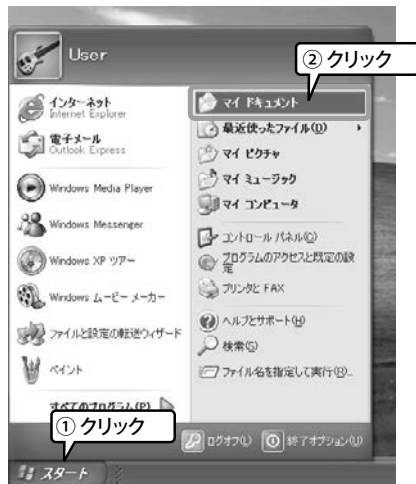 User
② クリック
インターネット
Internet Explorer
電子メール
Outlook Express
Windows Media Player
Windows Messenger
Windows XP ツアー
Windows ムービー メーカー
ファイルと設定の転送ウィザード
ペイント
すべてのプログラム(P)
マイ ドキュメント
最近使ったファイル(D)
マイ ピクチャ
マイ ミュージック
マイ コンピュータ
コントロール パネル(C)
プログラムのアクセスと既定の設
定
プリンタと FAX
ヘルプとサポート(H)
検索(S)
ファイル名を指定して実行(R)...
① クリック
ログオフ(L)
終了オプション(U)
スタート